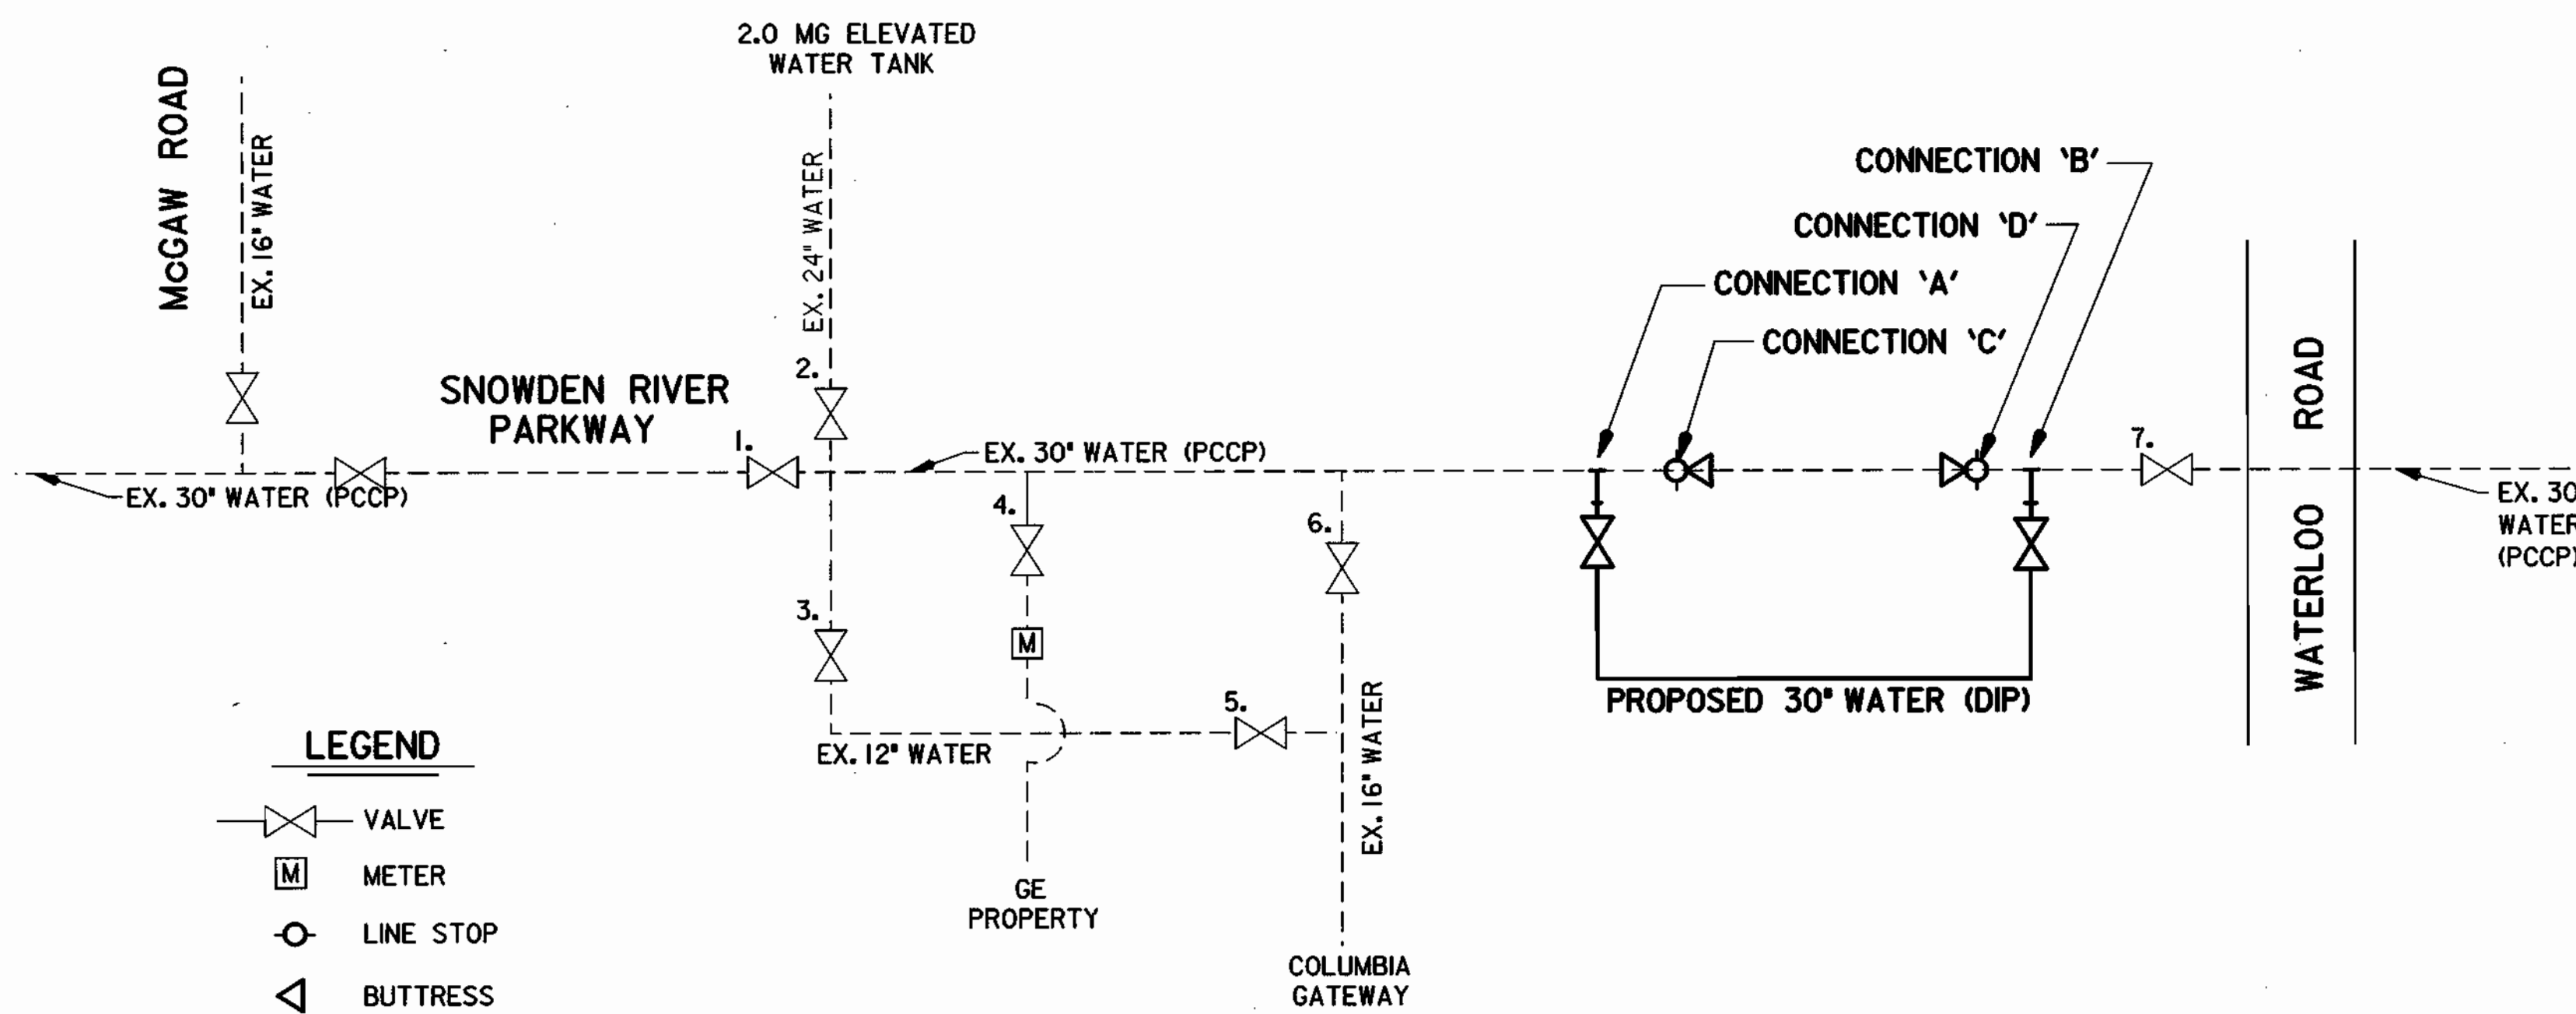 2.0 MG ELEVATED
WATER TANK
McGAW ROAD
EX. 16" WATER
EX. 24" WATER
CONNECTION 'B'
CONNECTION 'D'
CONNECTION 'A'
CONNECTION 'C'
SNOWDEN RIVER
PARKWAY
1.
2.
EX. 30" WATER (PCCP)
EX. 30" WATER (PCCP)
7.
WATERLOO ROAD
EX. 30
WATER
(PCCP)
3.
4.
M
5.
6.
EX. 12" WATER
EX. 16" WATER
PROPOSED 30" WATER (DIP)
GE
PROPERTY
COLUMBIA
GATEWAY
LEGEND
VALVE
M METER
LINE STOP
BUTTRESS